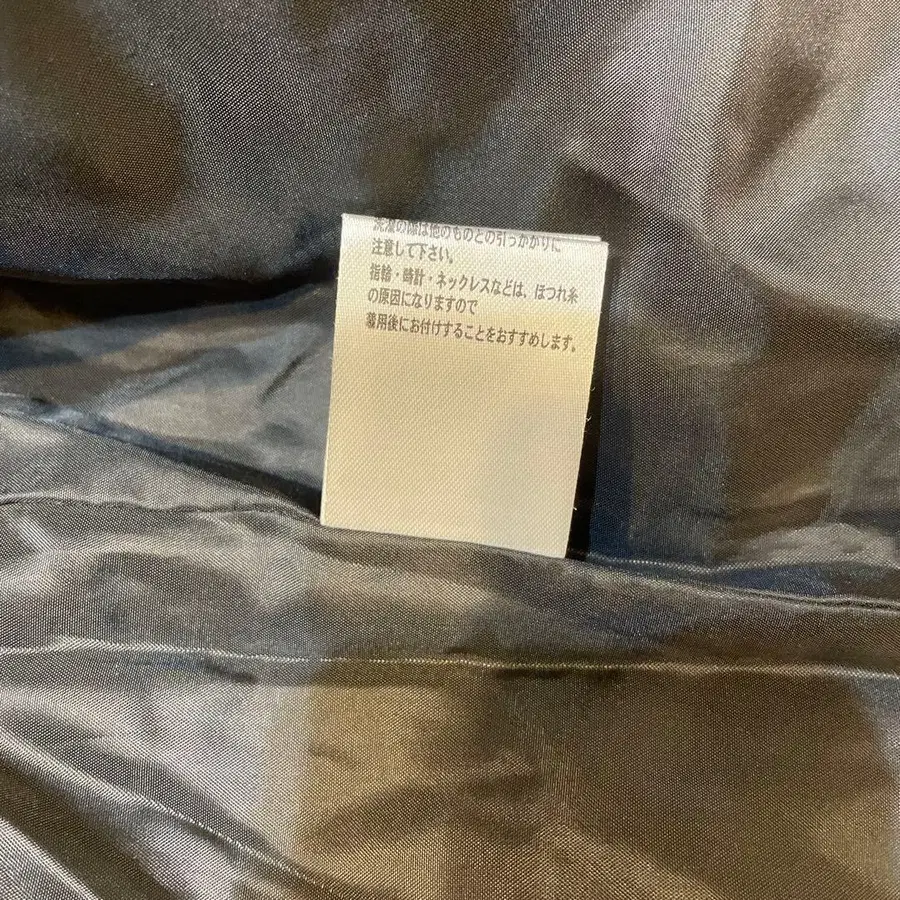 洗濯の際は他のものとの引っかかりに
注意して下さい。
指輪・時計・ネックレスなどは、ほつれ糸
の原因になりますので
着用後にお付けすることをおすすめします。